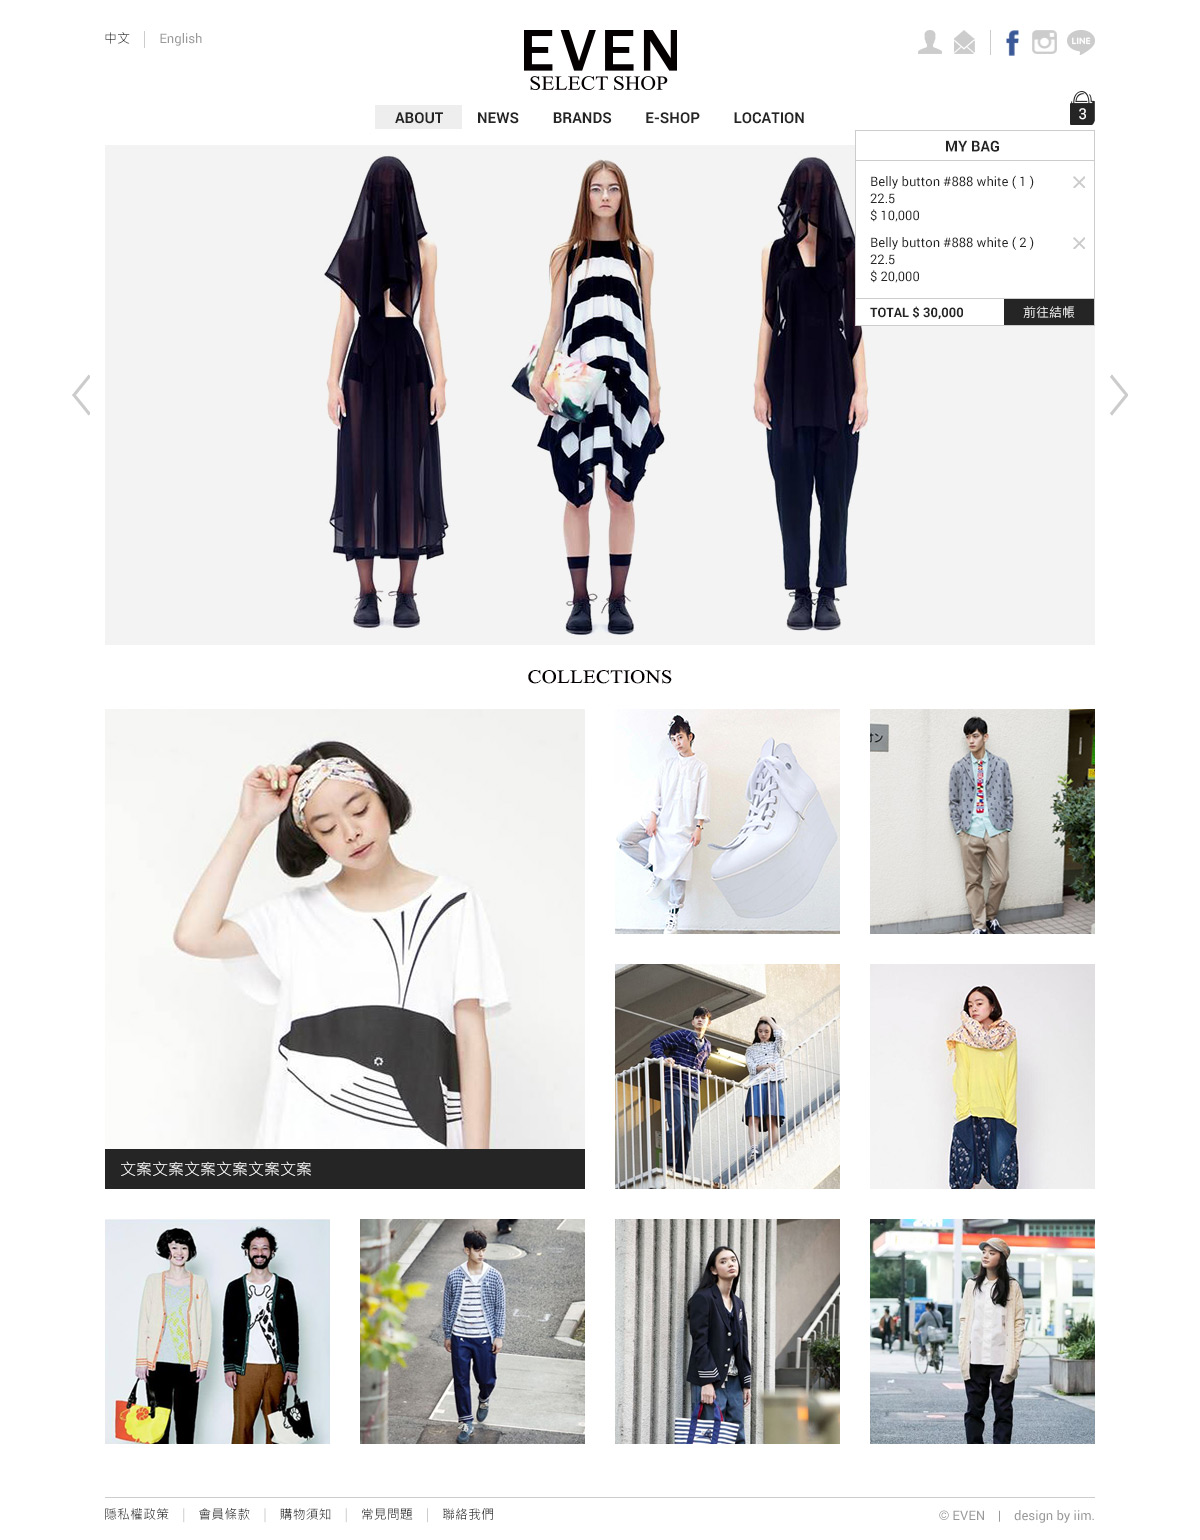 中文
English
EVEN
SELECT SHOP
LINE
ABOUT
NEWS
BRANDS
E-SHOP
LOCATION
3
MY BAG
Belly button #888 white ( 1 )
22.5
$ 10,000
Belly button #888 white ( 2 )
22.5
$ 20,000
TOTAL $ 30,000
前往結帳
COLLECTIONS
オン
文案文案文案文案文案文案
隱私權政策
會員條款
購物須知
常見問題
聯絡我們
© EVEN
design by iim.